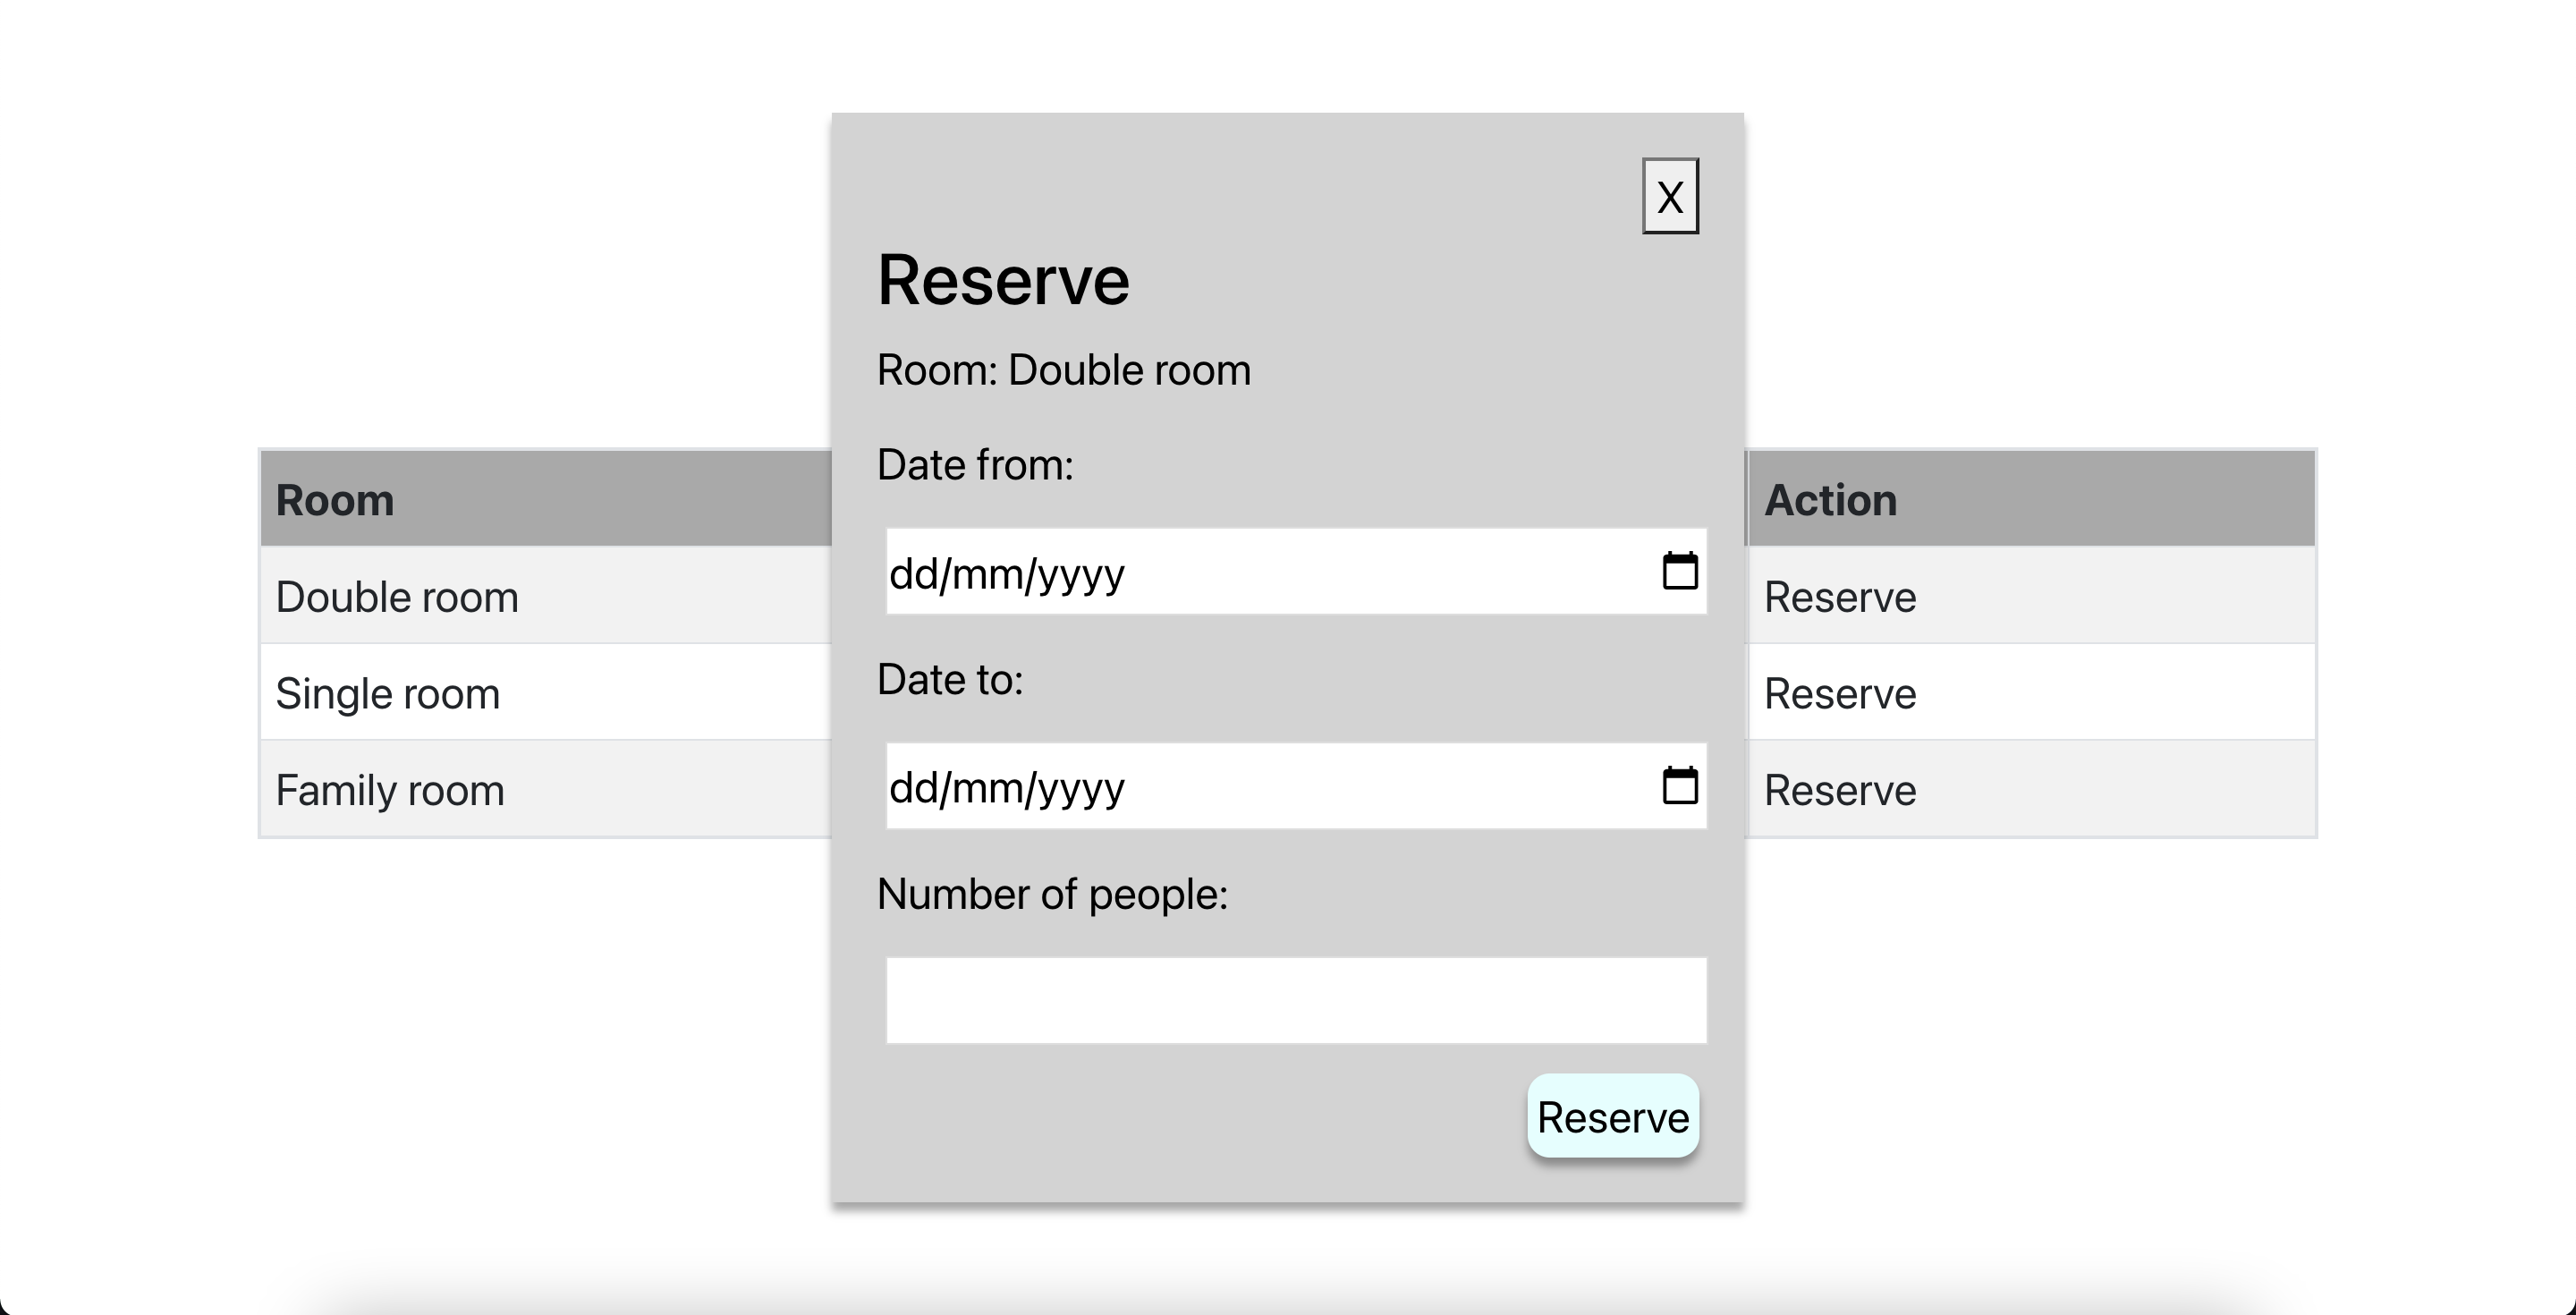 X
Reserve
Room: Double room
Date from:
dd/mm/yyyy
Date to:
dd/mm/yyyy
Number of people:
Reserve
Room Action
Double room Reserve
Single room Reserve
Family room Reserve